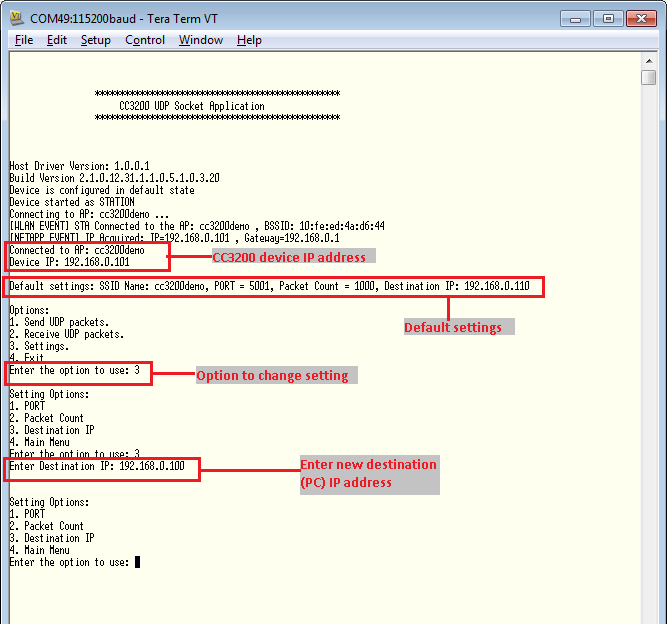 COM49:115200baud - Tera Term VT
File Edit Setup Control Window Help
**************************************************
CC3200 UDP Socket Application
**************************************************
Host Driver Version: 1.0.0.1
Build Version 2.1.0.12.31.1.1.0.5.1.0.3.20
Device is configured in default state
Device started as STATION
Connecting to AP: cc3200demo ...
[WLAN EVENT] STA Connected to the AP: cc3200demo , BSSID: 10:fe:ed:4a:d6:44
[NETAPP EVENT] IP Acquired: IP=192.168.0.101 , Gateway=192.168.0.1
Connected to AP: cc3200demo
Device IP: 192.168.0.101
CC3200 device IP address
Default settings: SSID Name: cc3200demo, PORT = 5001, Packet Count = 1000, Destination IP: 192.168.0.110
Default settings
Options:
1. Send UDP packets.
2. Receive UDP packets.
3. Settings.
4. Exit
Enter the option to use: 3
Option to change setting
Setting Options:
1. PORT
2. Packet Count
3. Destination IP
4. Main Menu
Enter the option to use: 3
Enter Destination IP: 192.168.0.100
Enter new destination
(PC) IP address
Setting Options:
1. PORT
2. Packet Count
3. Destination IP
4. Main Menu
Enter the option to use: